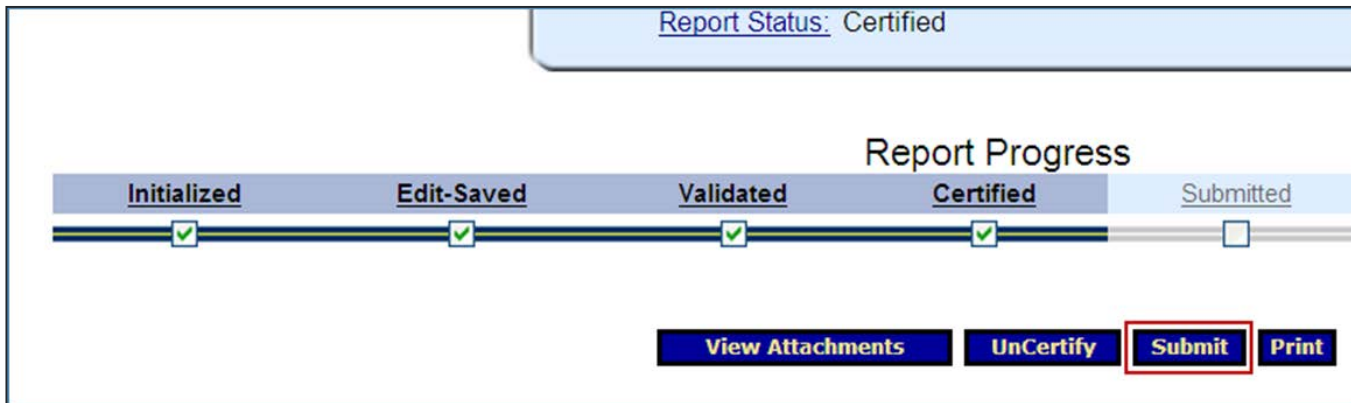 Report Status: Certified
Report Progress
Initialized Edit-Saved Validated Certified Submitted
View Attachments UnCertify Submit Print